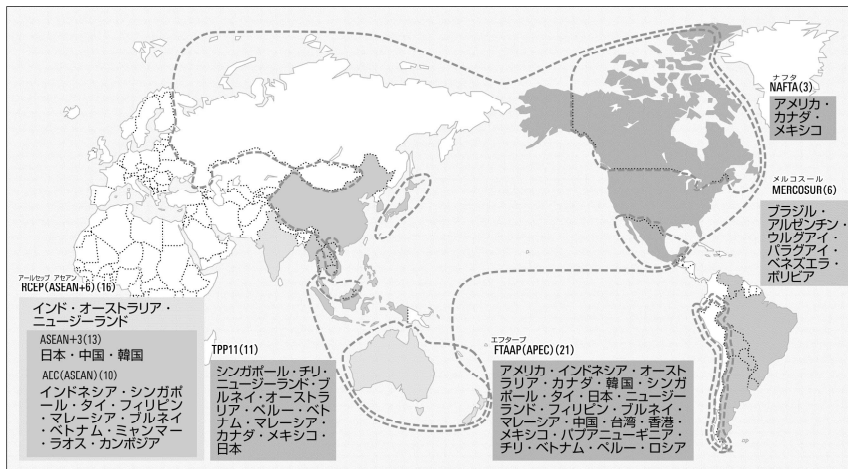 ナフタ
NAFTA(3)
アメリカ・
カナダ・
メキシコ
メルコスール
MERCOSUR(6)
ブラジル・
アルゼンチン・
ウルグアイ・
パラグアイ・
ベネズエラ・
ボリビア
アールセップ アセアン
RCEP(ASEAN+6)(16)
インド・オーストラリア・
ニュージーランド
ASEAN+3(13)
日本・中国・韓国
AEC(ASEAN)(10)
インドネシア・シンガポ
ール・タイ・フィリピン
・マレーシア・ブルネイ
・ベトナム・ミャンマー
・ラオス・カンボジア
TPP11(11)
シンガポール・チリ・
ニュージーランド・ブ
ルネイ・オーストラ
リア・ペルー・ベト
ナム・マレーシア・
カナダ・メキシコ・
日本
エフタープ
FTAAP(APEC)(21)
アメリカ・インドネシア・オースト
ラリア・カナダ・韓国・シンガ
ポール・タイ・日本・ニュージー
ランド・フィリピン・ブルネイ・
マレーシア・中国・台湾・香港・
メキシコ・パプアニューギニア・
チリ・ベトナム・ペルー・ロシア